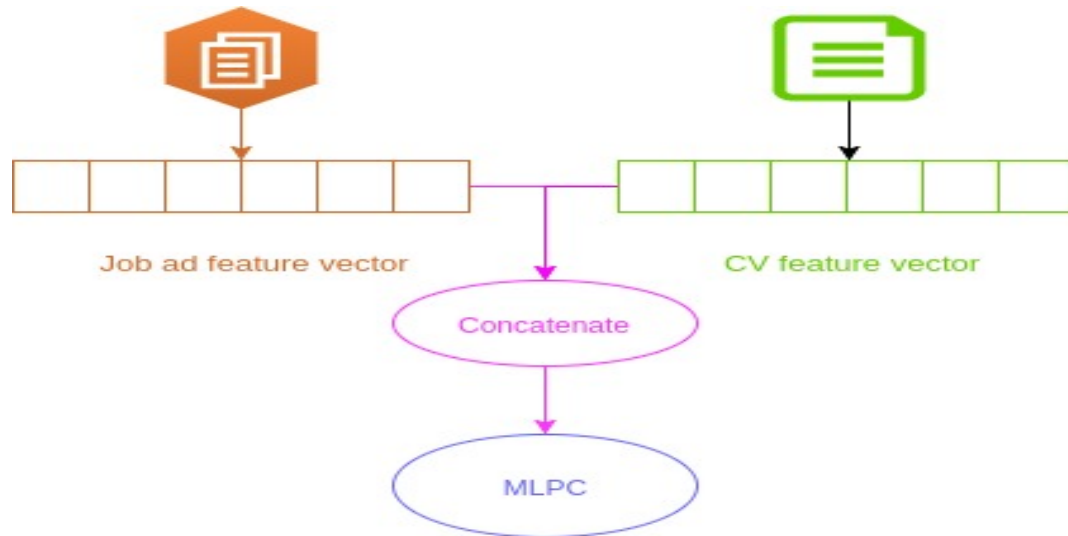 Job ad feature vector
CV feature vector
Concatenate
MLPC